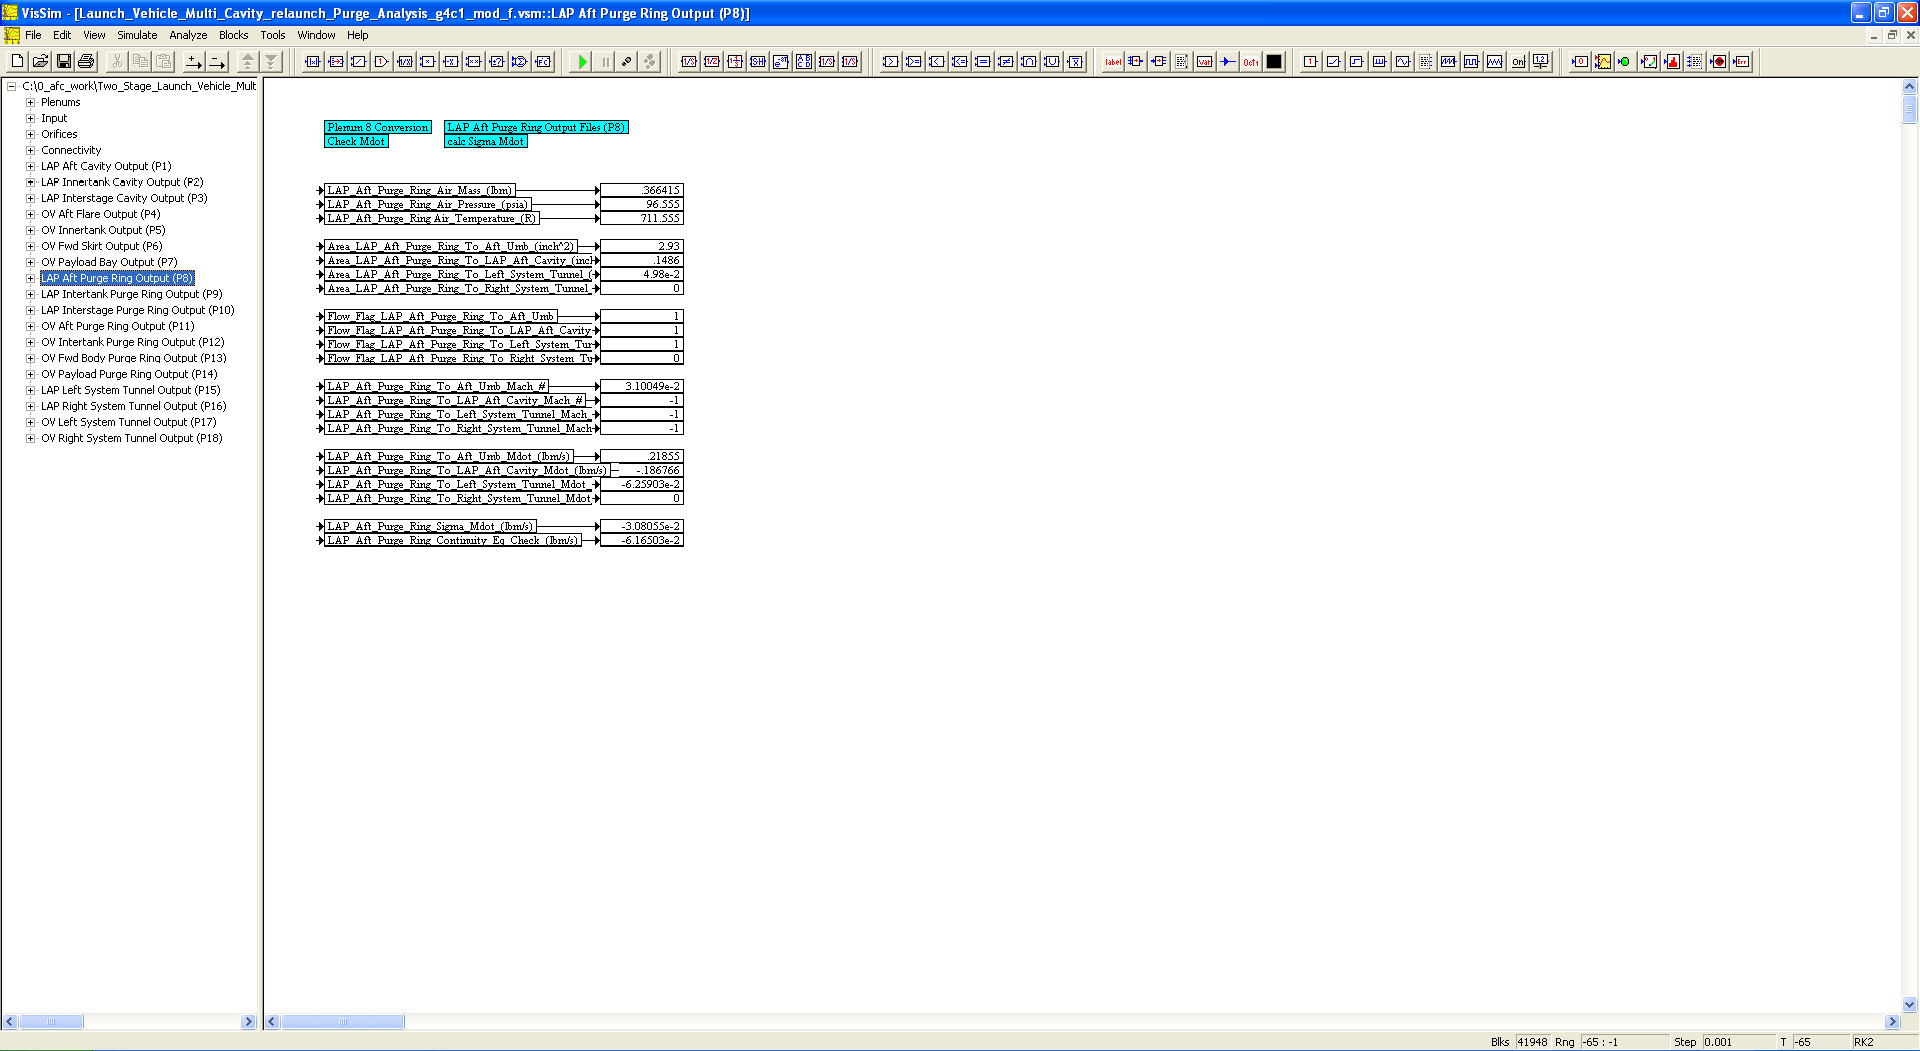 VisSim - [Launch_Vehicle_Multi_Cavity_relaunch_Purge_Analysis_g4c1_mod_f.vsm::LAP Aft Purge Ring Output (P8)]
File Edit View Simulate Analyze Blocks Tools Window Help
C:\0_afc_work\Two_Stage_Launch_Vehicle_Mult
Plenums
Input
Orifices
Connectivity
LAP Aft Cavity Output (P1)
LAP Innertank Cavity Output (P2)
LAP Interstage Cavity Output (P3)
OV Aft Flare Output (P4)
OV Innertank Output (P5)
OV Fwd Skirt Output (P6)
OV Payload Bay Output (P7)
LAP Aft Purge Ring Output (P8)
LAP Intertank Purge Ring Output (P9)
LAP Interstage Purge Ring Output (P10)
OV Aft Purge Ring Output (P11)
OV Intertank Purge Ring Output (P12)
OV Fwd Body Purge Ring Output (P13)
OV Payload Purge Ring Output (P14)
LAP Left System Tunnel Output (P15)
LAP Right System Tunnel Output (P16)
OV Left System Tunnel Output (P17)
OV Right System Tunnel Output (P18)
Plenum 8 Conversion LAP Aft Purge Ring Output Files (P8)
Check Mdot calc Sigma Mdot
LAP_Aft_Purge_Ring_Air_Mass_(lbm) .366415
LAP_Aft_Purge_Ring_Air_Pressure_(psia) 96.555
LAP_Aft_Purge_Ring Air_Temperature_(R) 711.555
Area_LAP_Aft_Purge_Ring_To_Aft_Umb_(inch^2) 2.93
Area_LAP_Aft_Purge_Ring_To_LAP_Aft_Cavity_(incl .1486
Area_LAP_Aft_Purge_Ring_To_Left_System_Tunnel_( 4.98e-2
Area_LAP_Aft_Purge_Ring_To_Right_System_Tunnel_ 0
Flow_Flag_LAP_Aft_Purge_Ring_To_Aft_Umb 1
Flow_Flag_LAP_Aft_Purge_Ring_To_LAP_Aft_Cavity 1
Flow_Flag_LAP_Aft_Purge_Ring_To_Left_System_Tur 1
Flow_Flag_LAP_Aft_Purge_Ring_To_Right_System_Tu 0
LAP_Aft_Purge_Ring_To_Aft_Umb_Mach_# 3.10049e-2
LAP_Aft_Purge_Ring_To_LAP_Aft_Cavity_Mach_# -1
LAP_Aft_Purge_Ring_To_Left_System_Tunnel_Mach_ -1
LAP_Aft_Purge_Ring_To_Right_System_Tunnel_Mach -1
LAP_Aft_Purge_Ring_To_Aft_Umb_Mdot_(lbm/s) .21855
LAP_Aft_Purge_Ring_To_LAP_Aft_Cavity_Mdot_(lbm/s) -.186766
LAP_Aft_Purge_Ring_To_Left_System_Tunnel_Mdot_ -6.25903e-2
LAP_Aft_Purge_Ring_To_Right_System_Tunnel_Mdot 0
LAP_Aft_Purge_Ring_Sigma_Mdot_(lbm/s) -3.08055e-2
LAP_Aft_Purge_Ring_Continuity_Eq_Check_(lbm/s) -6.16503e-2
Blks 41948 Rng -65 : -1 Step 0.001 T -65 RK2